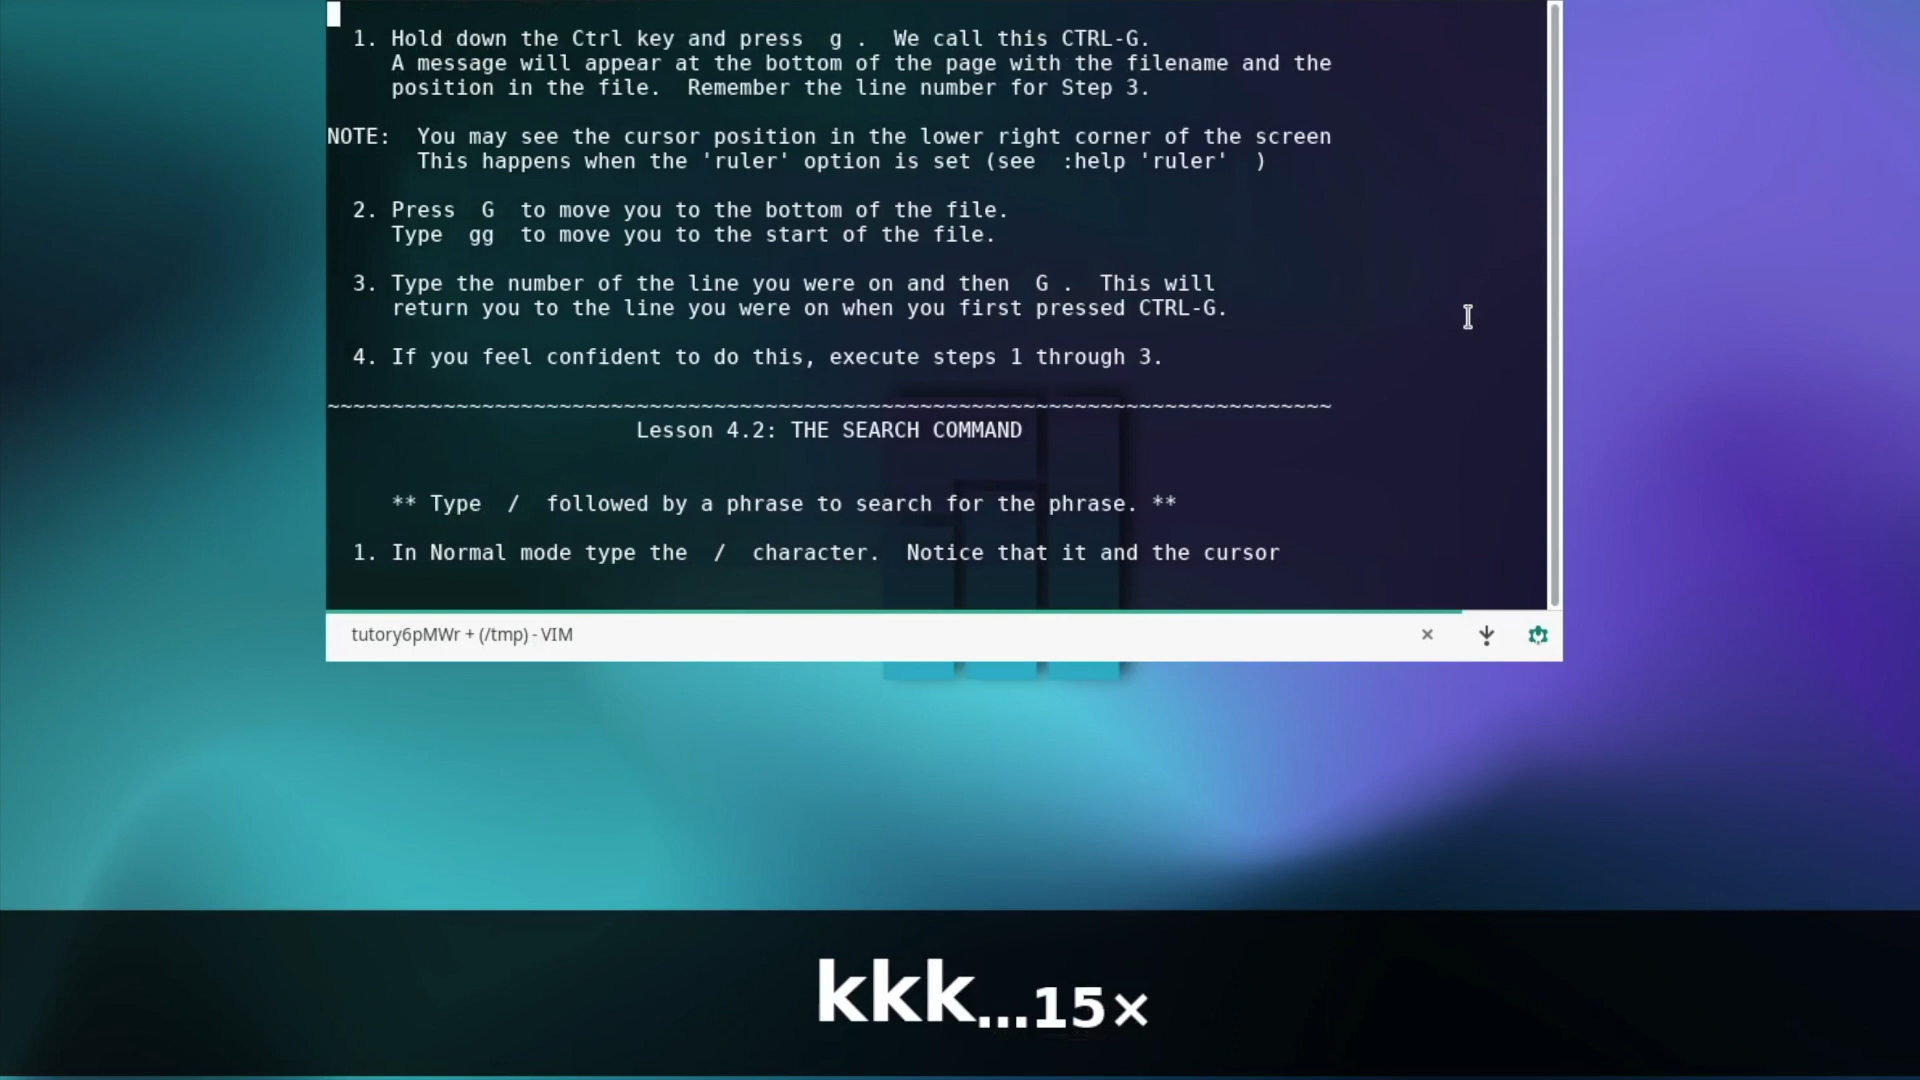 1. Hold down the Ctrl key and press  g .  We call this CTRL-G.
A message will appear at the bottom of the page with the filename and the
position in the file.  Remember the line number for Step 3.
NOTE:  You may see the cursor position in the lower right corner of the screen
This happens when the 'ruler' option is set (see  :help 'ruler'  )
2. Press  G  to move you to the bottom of the file.
Type  gg  to move you to the start of the file.
3. Type the number of the line you were on and then  G .  This will
return you to the line you were on when you first pressed CTRL-G.
4. If you feel confident to do this, execute steps 1 through 3.
~~~~~~~~~~~~~~~~~~~~~~~~~~~~~~~~~~~~~~~~~~~~~~~~~~~~~~~~~~~~~~~~~~~~~~~~~~~~~~
Lesson 4.2: THE SEARCH COMMAND
** Type  /  followed by a phrase to search for the phrase. **
1. In Normal mode type the  /  character.  Notice that it and the cursor
tutory6pMWr + (/tmp) - VIM
kkk...15×